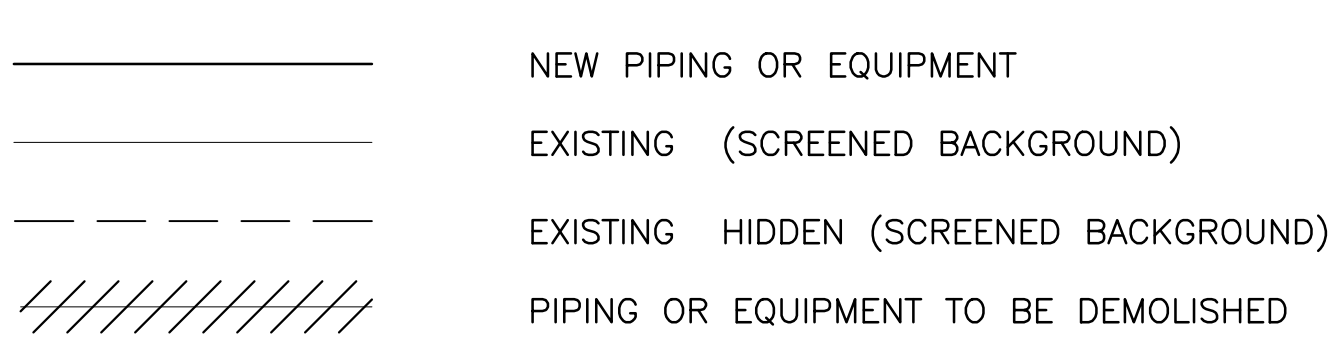 NEW PIPING OR EQUIPMENT
EXISTING (SCREENED BACKGROUND)
EXISTING HIDDEN (SCREENED BACKGROUND)
PIPING OR EQUIPMENT TO BE DEMOLISHED